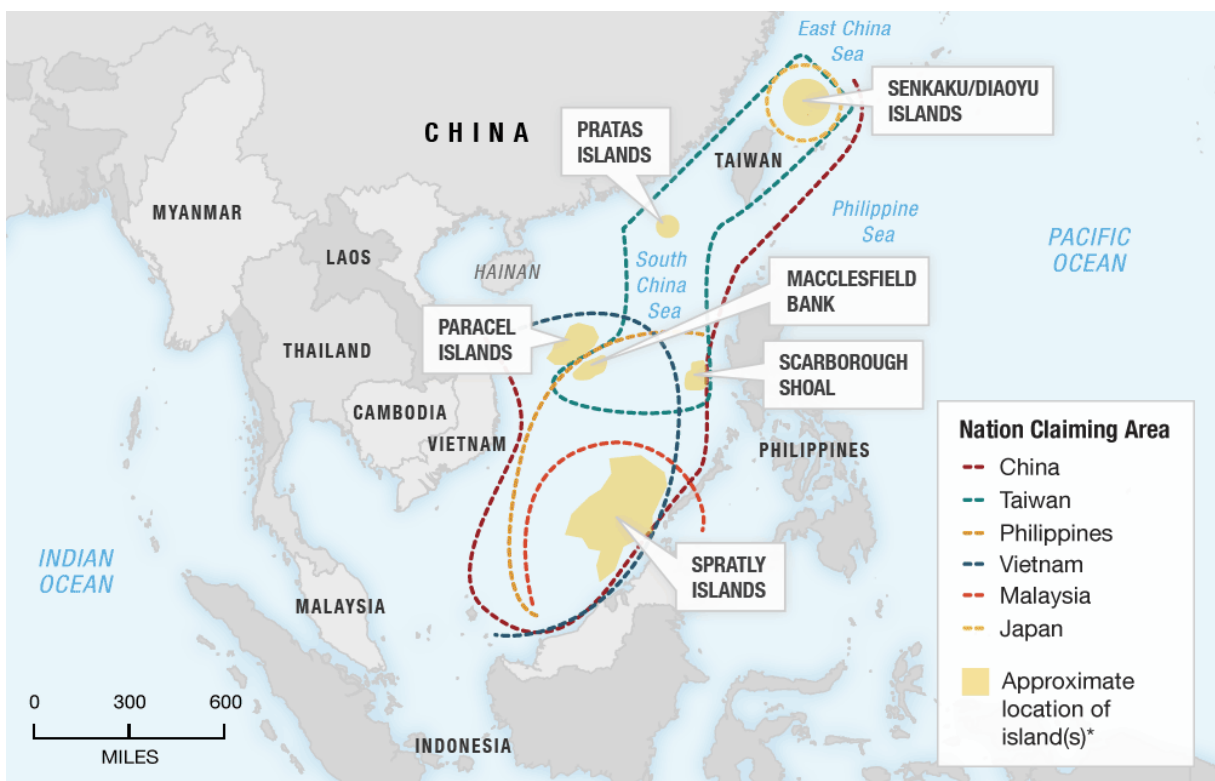 East China
Sea
SENKAKU/DIAOYU
ISLANDS
CHINA
PRATAS
ISLANDS
TAIWAN
MYANMAR
Philippine
Sea
PACIFIC
OCEAN
LAOS
HAINAN
South
China
Sea
MACCLESFIELD
BANK
PARACEL
ISLANDS
THAILAND
SCARBOROUGH
SHOAL
CAMBODIA
VIETNAM
PHILIPPINES
INDIAN
OCEAN
SPRATLY
ISLANDS
MALAYSIA
INDONESIA
0 300 600
MILES
Nation Claiming Area
China
Taiwan
Philippines
Vietnam
Malaysia
Japan
Approximate
location of
island(s)*